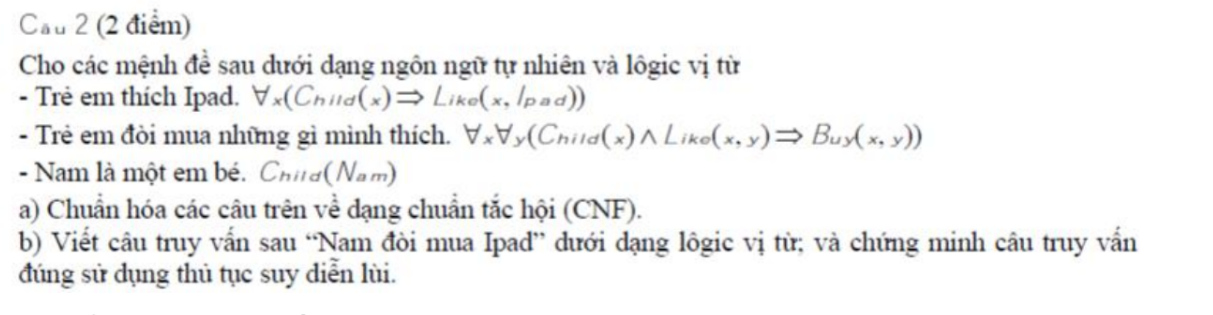 Câu 2 (2 điểm)
Cho các mệnh đề sau dưới dạng ngôn ngữ tự nhiên và lôgic vị từ
- Trẻ em thích Ipad. ∀x(Child(x)⇒ Like(x, Ipad))
- Trẻ em đòi mua những gì mình thích. ∀x∀y(Child(x)∧Like(x, y)⇒ Buy(x, y))
- Nam là một em bé. Child(Nam)
a) Chuẩn hóa các câu trên về dạng chuẩn tắc hội (CNF).
b) Viết câu truy vấn sau “Nam đòi mua Ipad” dưới dạng lôgic vị từ; và chứng minh câu truy vấn
đúng sử dụng thủ tục suy diễn lùi.